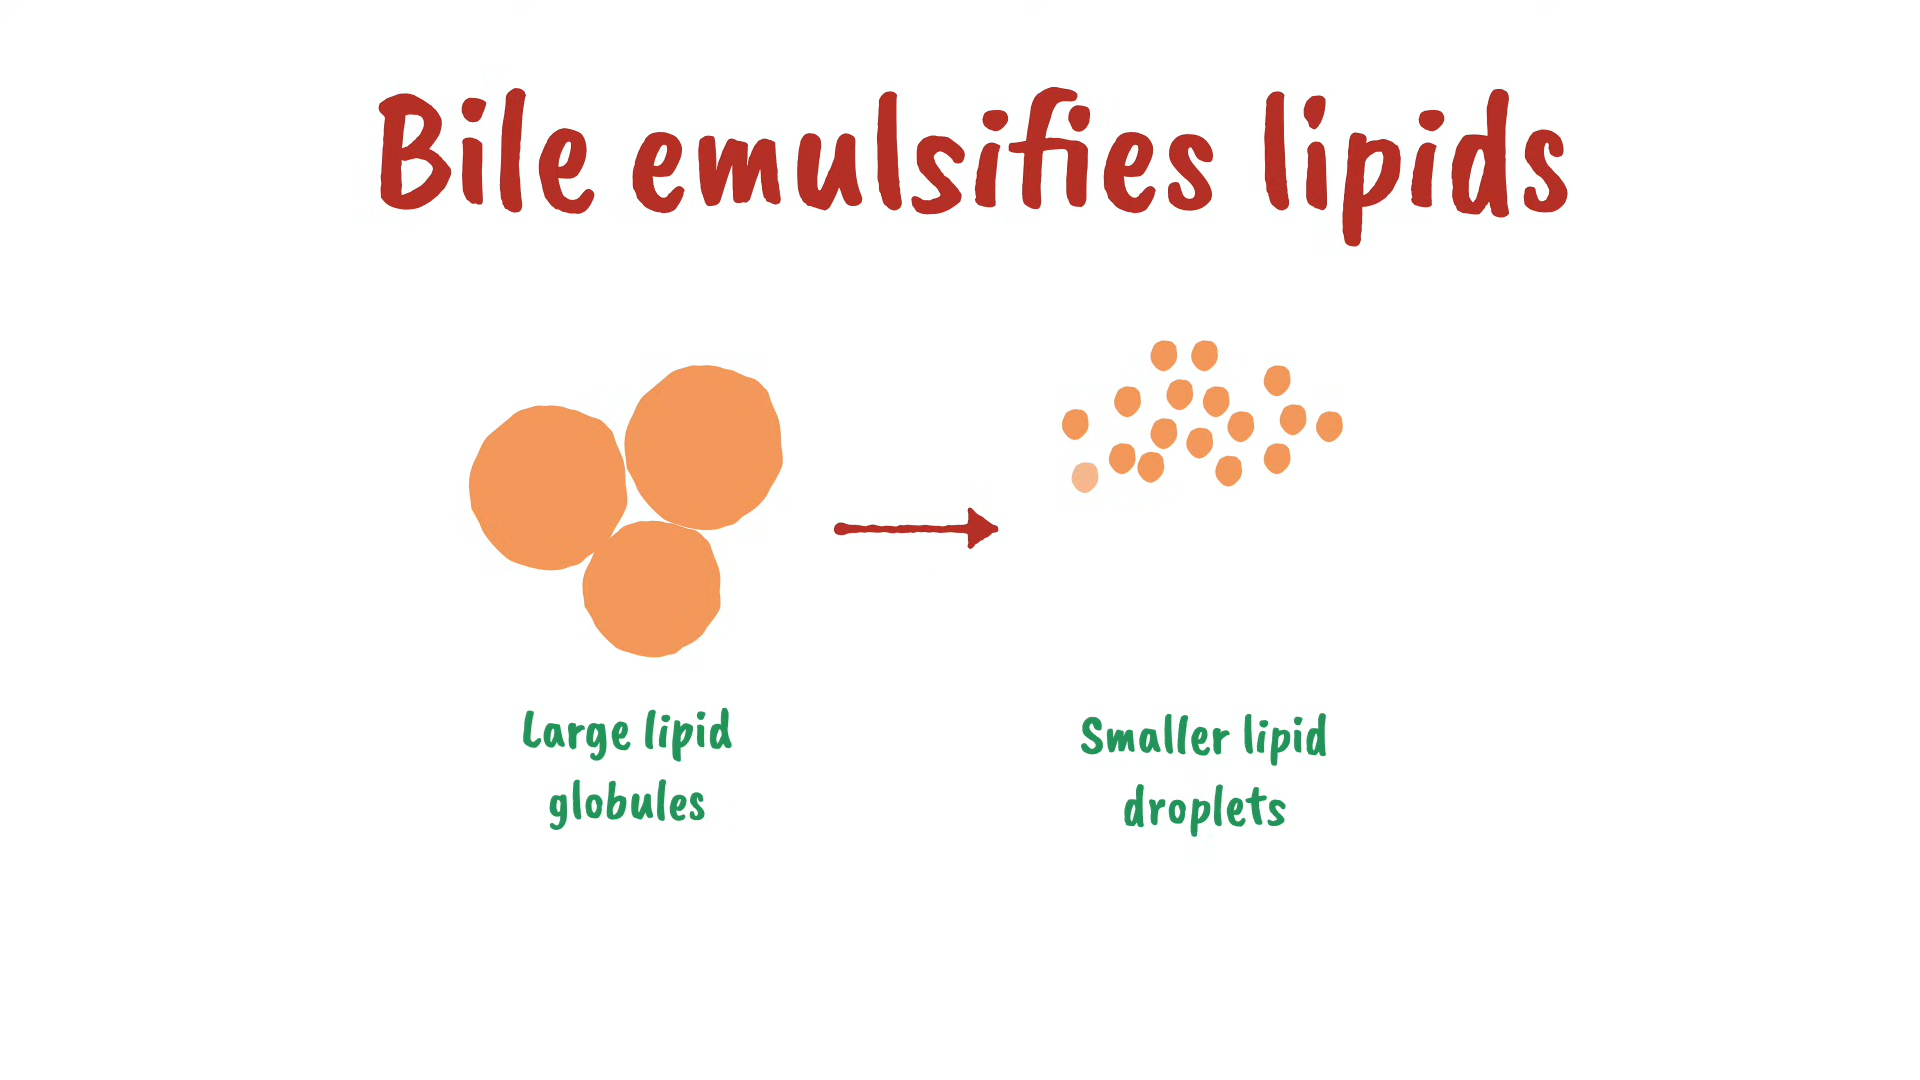 Bile emulsifies lipids
Large lipid
globules
Smaller lipid
droplets